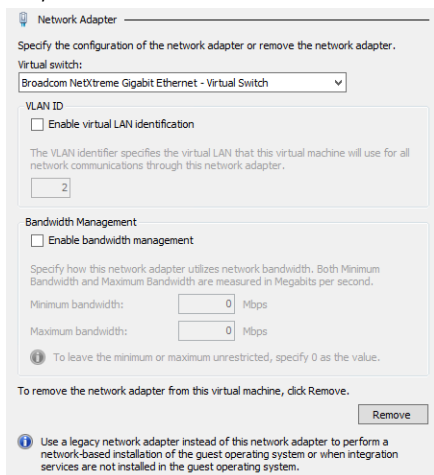 Network Adapter
Specify the configuration of the network adapter or remove the network adapter.
Virtual switch:
Broadcom NetXtreme Gigabit Ethernet - Virtual Switch
VLAN ID
Enable virtual LAN identification
The VLAN identifier specifies the virtual LAN that this virtual machine will use for all
network communications through this network adapter.
2
Bandwidth Management
Enable bandwidth management
Specify how this network adapter utilizes network bandwidth. Both Minimum
Bandwidth and Maximum Bandwidth are measured in Megabits per second.
Minimum bandwidth: 0 Mbps
Maximum bandwidth: 0 Mbps
To leave the minimum or maximum unrestricted, specify 0 as the value.
To remove the network adapter from this virtual machine, click Remove.
Remove
Use a legacy network adapter instead of this network adapter to perform a
network-based installation of the guest operating system or when integration
services are not installed in the guest operating system.